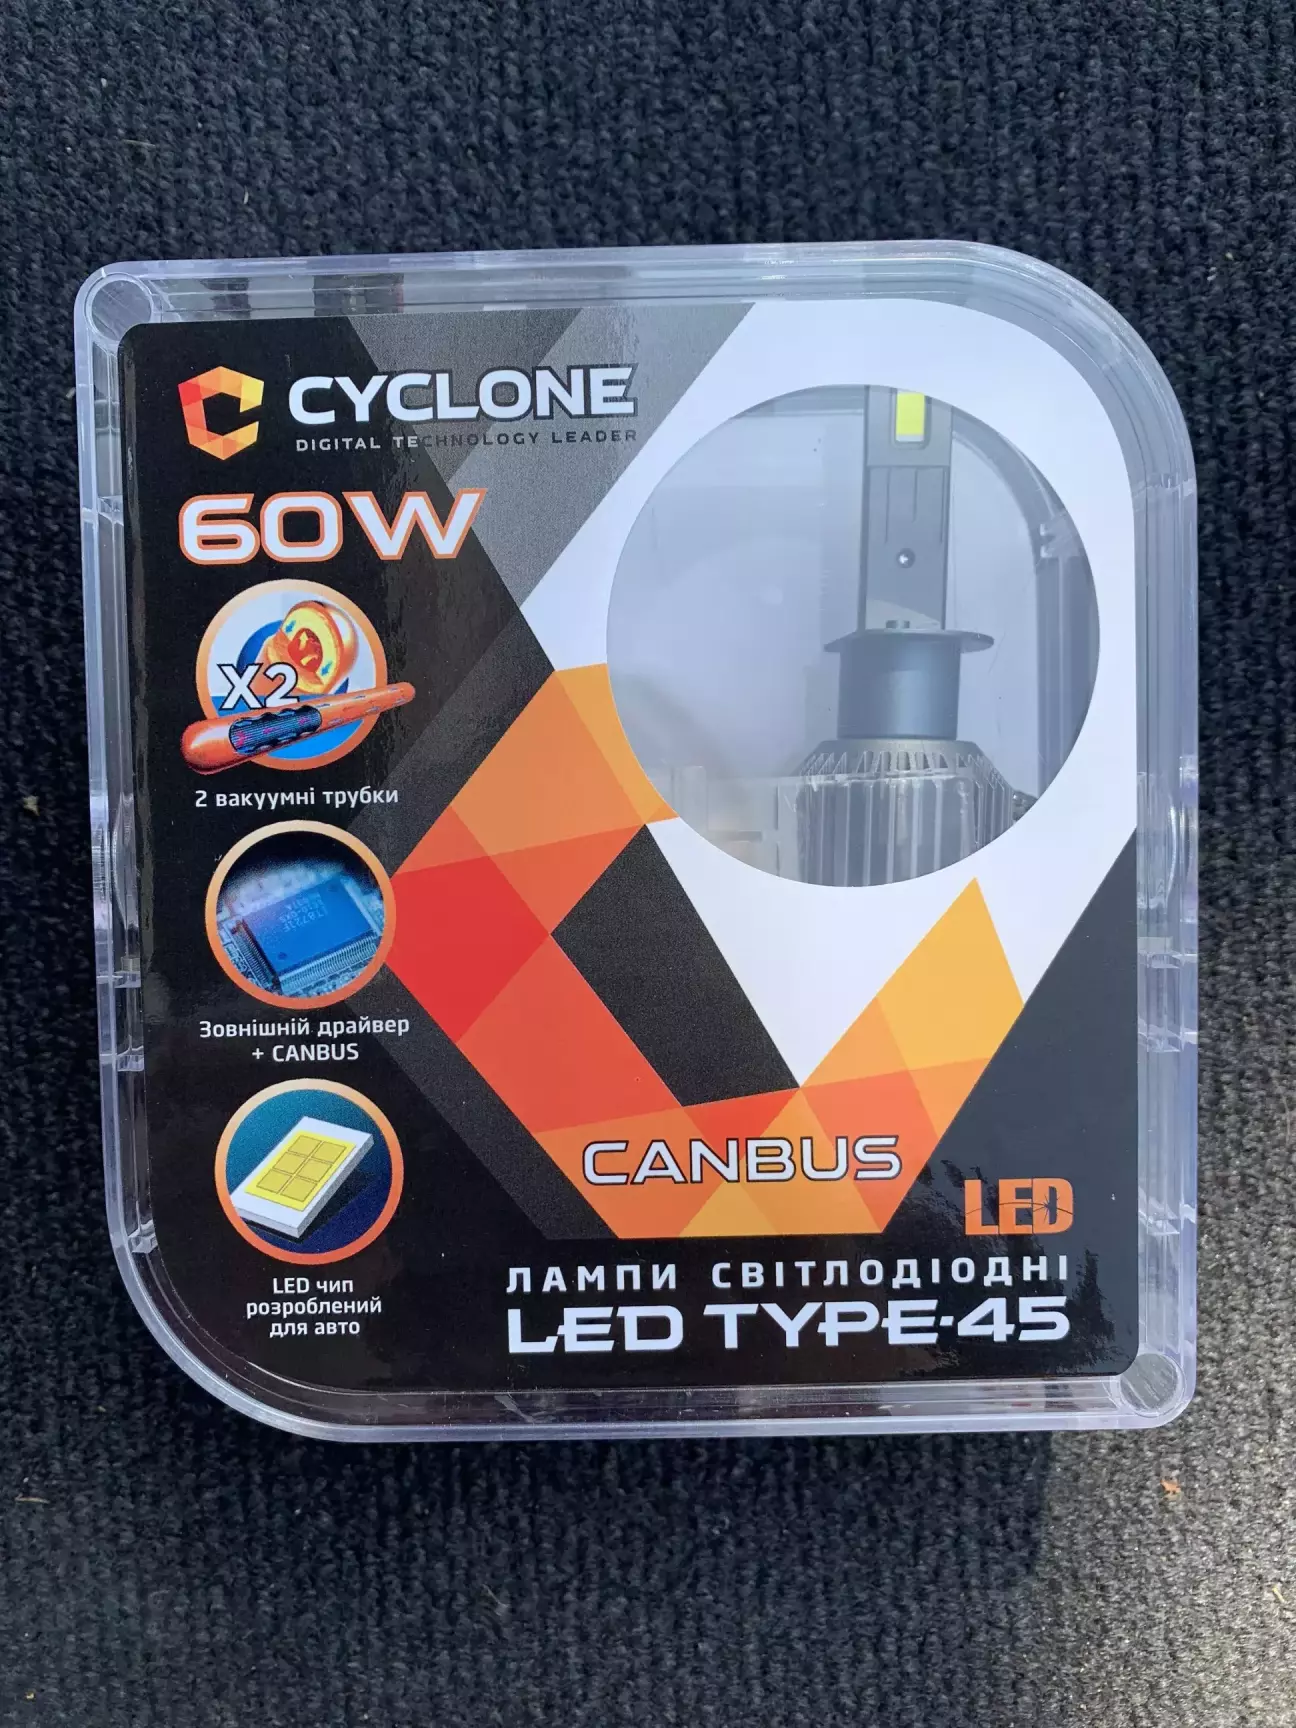 CYCLONE
DIGITAL TECHNOLOGY LEADER
60W
X2
2 вакуумні трубки
Зовнішній драйвер
+ CANBUS
LED чип
розроблений
для авто
CANBUS
LED
ЛАМПИ СВІТЛОДІОДНІ
LED TYPE-45